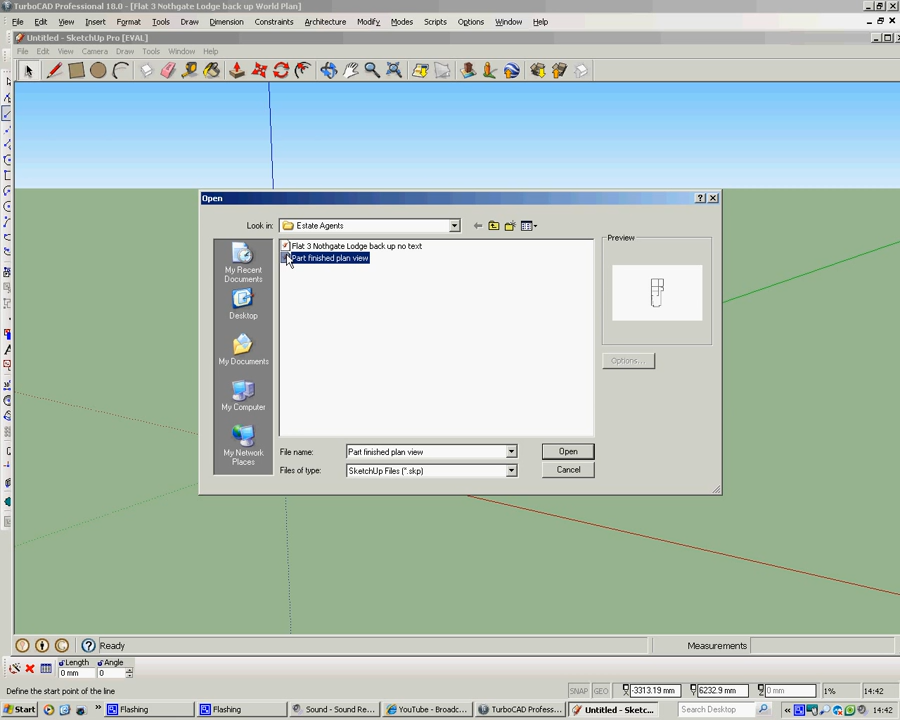 TurboCAD Professional 18.0 - [Flat 3 Nothgate Lodge back up World Plan]
File Edit View Insert Format Tools Draw Dimension Constraints Architecture Modify Modes Scripts Options Window Help
Untitled - SketchUp Pro [EVAL]
File Edit View Camera Draw Tools Window Help
Open
Look in: Estate Agents
My Recent Documents
Desktop
My Documents
My Computer
My Network Places
Flat 3 Nothgate Lodge back up no text
Part finished plan view
Preview
Options...
File name: Part finished plan view Open
Files of type: SketchUp Files (*.skp) Cancel
Ready Measurements
Length Angle
0 mm 0
Define the start point of the line SNAP GEO X -3313.19 mm Y 6232.9 mm Z 0 mm 1% 14:42
Start » Flashing Flashing Sound - Sound Re... YouTube - Broadc... TurboCAD Profess... Untitled - Sketc... Search Desktop « 14:42